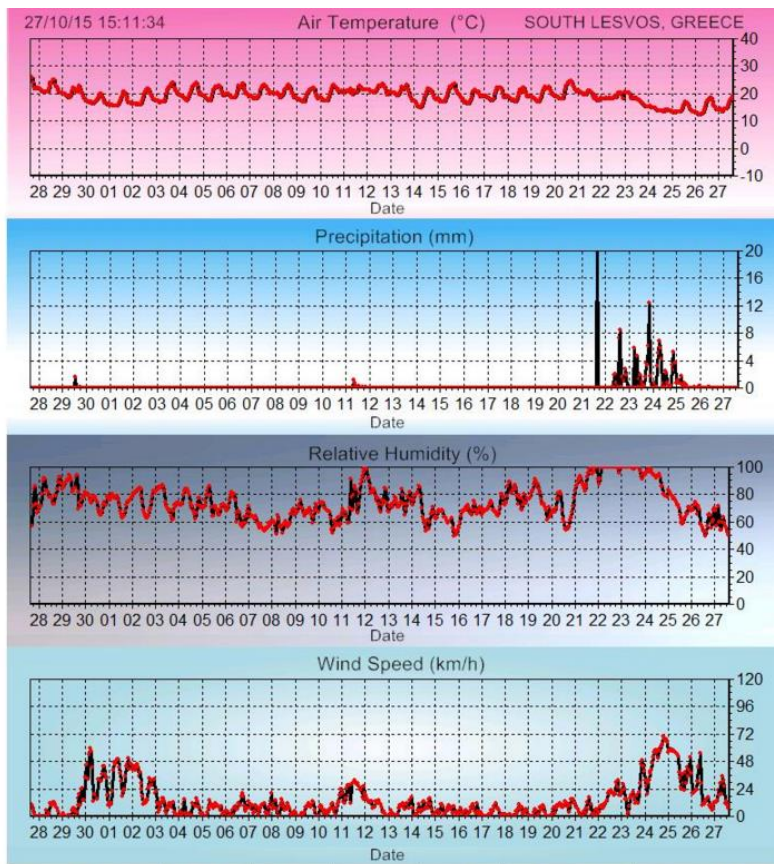 27/10/15 15:11:34 Air Temperature (°C) SOUTH LESVOS, GREECE
40
30
20
10
0
-10
28 29 30 01 02 03 04 05 06 07 08 09 10 11 12 13 14 15 16 17 18 19 20 21 22 23 24 25 26 27
Date
Precipitation (mm)
20
16
12
8
4
0
28 29 30 01 02 03 04 05 06 07 08 09 10 11 12 13 14 15 16 17 18 19 20 21 22 23 24 25 26 27
Date
Relative Humidity (%)
100
80
60
40
20
0
28 29 30 01 02 03 04 05 06 07 08 09 10 11 12 13 14 15 16 17 18 19 20 21 22 23 24 25 26 27
Date
Wind Speed (km/h)
120
96
72
48
24
0
28 29 30 01 02 03 04 05 06 07 08 09 10 11 12 13 14 15 16 17 18 19 20 21 22 23 24 25 26 27
Date